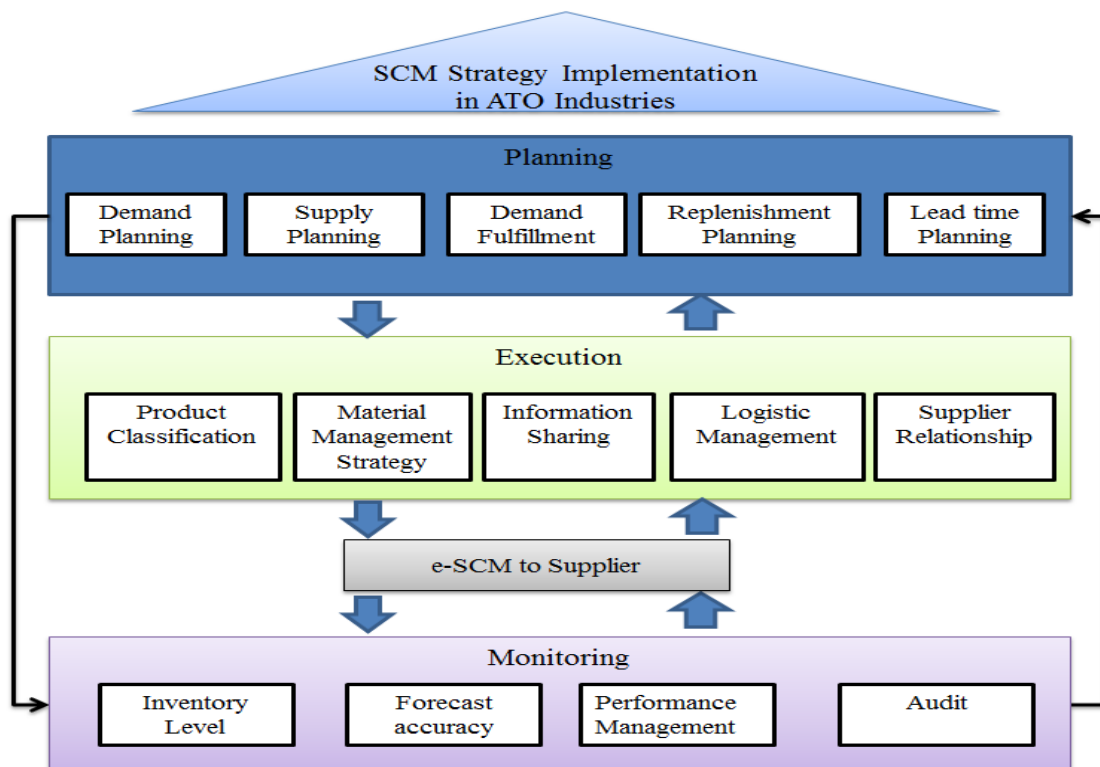 SCM Strategy Implementation
in ATO Industries
Planning
Demand
Planning
Supply
Planning
Demand
Fulfillment
Replenishment
Planning
Lead time
Planning
Execution
Product
Classification
Material
Management
Strategy
Information
Sharing
Logistic
Management
Supplier
Relationship
e-SCM to Supplier
Monitoring
Inventory
Level
Forecast
accuracy
Performance
Management
Audit